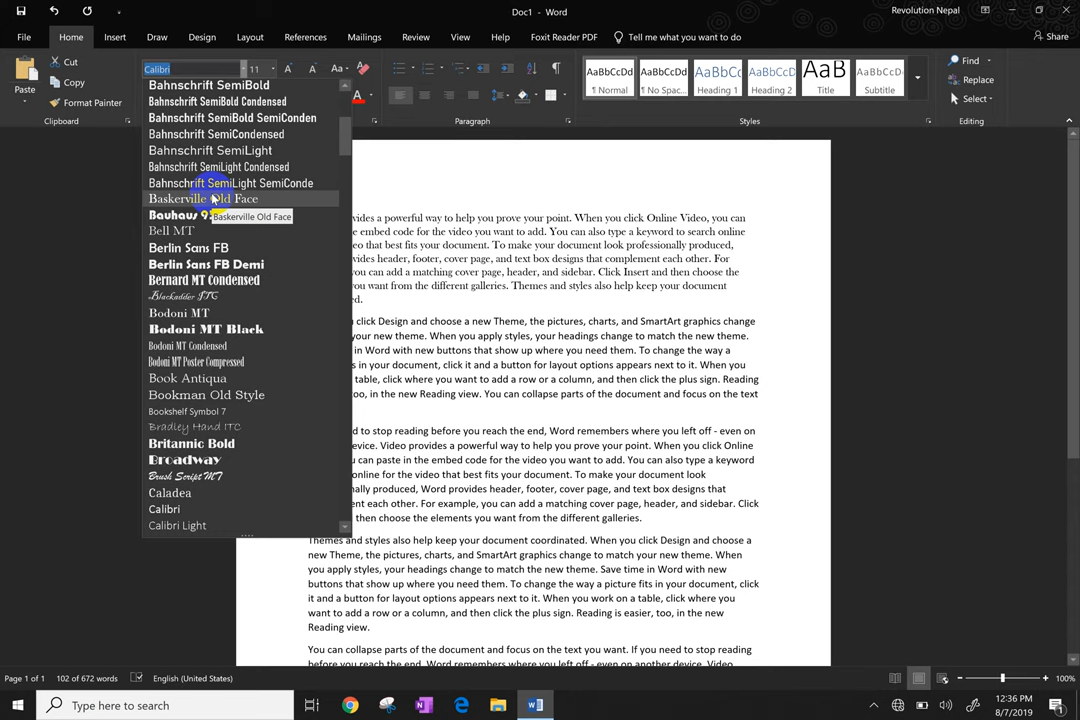 Doc1 - Word
Revolution Nepal
File Home Insert Draw Design Layout References Mailings Review View Help Foxit Reader PDF Tell me what you want to do Share
Paste
Cut
Copy
Format Painter
Clipboard
Calibri 11
Aa
Paragraph
AaBbCcDd
¶ Normal
AaBbCcDd
¶ No Spac...
AaBbCc
Heading 1
AaBbCcC
Heading 2
AaB
Title
AaBbCcD
Subtitle
Styles
Find
Replace
Select
Bahnschrift SemiBold
Bahnschrift SemiBold Condensed
Bahnschrift SemiBold SemiConden
Bahnschrift SemiCondensed
Bahnschrift SemiLight
Bahnschrift SemiLight Condensed
Bahnschrift SemiLight SemiConde
Baskerville Old Face
Bauhaus 9
Baskerville Old Face
Bell MT
Berlin Sans FB
Berlin Sans FB Demi
Bernard MT Condensed
Blackadder ITC
Bodoni MT
Bodoni MT Black
Bodoni MT Condensed
Bodoni MT Poster Compressed
Book Antiqua
Bookman Old Style
Bookshelf Symbol 7
Bradley Hand ITC
Britannic Bold
Broadway
Brush Script MT
Caladea
Calibri
Calibri Light
a powerful way to help you prove your point. When you click Online Video, you can
embed code for the video you want to add. You can also type a keyword to search online
that best fits your document. To make your document look professionally produced,
header, footer, cover page, and text box designs that complement each other. For
you can add a matching cover page, header, and sidebar. Click Insert and then choose the
you want from the different galleries. Themes and styles also help keep your document
click Design and choose a new Theme, the pictures, charts, and SmartArt graphics change
your new theme. When you apply styles, your headings change to match the new theme.
in Word with new buttons that show up where you need them. To change the way a
in your document, click it and a button for layout options appears next to it. When you
table, click where you want to add a row or a column, and then click the plus sign. Reading
too, in the new Reading view. You can collapse parts of the document and focus on the text
to stop reading before you reach the end, Word remembers where you left off - even on
Video provides a powerful way to help you prove your point. When you click Online
can paste in the embed code for the video you want to add. You can also type a keyword
online for the video that best fits your document. To make your document look
produced, Word provides header, footer, cover page, and text box designs that
each other. For example, you can add a matching cover page, header, and sidebar. Click
then choose the elements you want from the different galleries.
Themes and styles also help keep your document coordinated. When you click Design and choose a
new Theme, the pictures, charts, and SmartArt graphics change to match your new theme. When
you apply styles, your headings change to match the new theme. Save time in Word with new
buttons that show up where you need them. To change the way a picture fits in your document, click
it and a button for layout options appears next to it. When you work on a table, click where you
want to add a row or a column, and then click the plus sign. Reading is easier, too, in the new
Reading view.
You can collapse parts of the document and focus on the text you want. If you need to stop reading
before you reach the end, Word remembers where you left off - even on another device. Video
Page 1 of 1 102 of 672 words English (United States) 100%
Type here to search
12:36 PM
8/7/2019